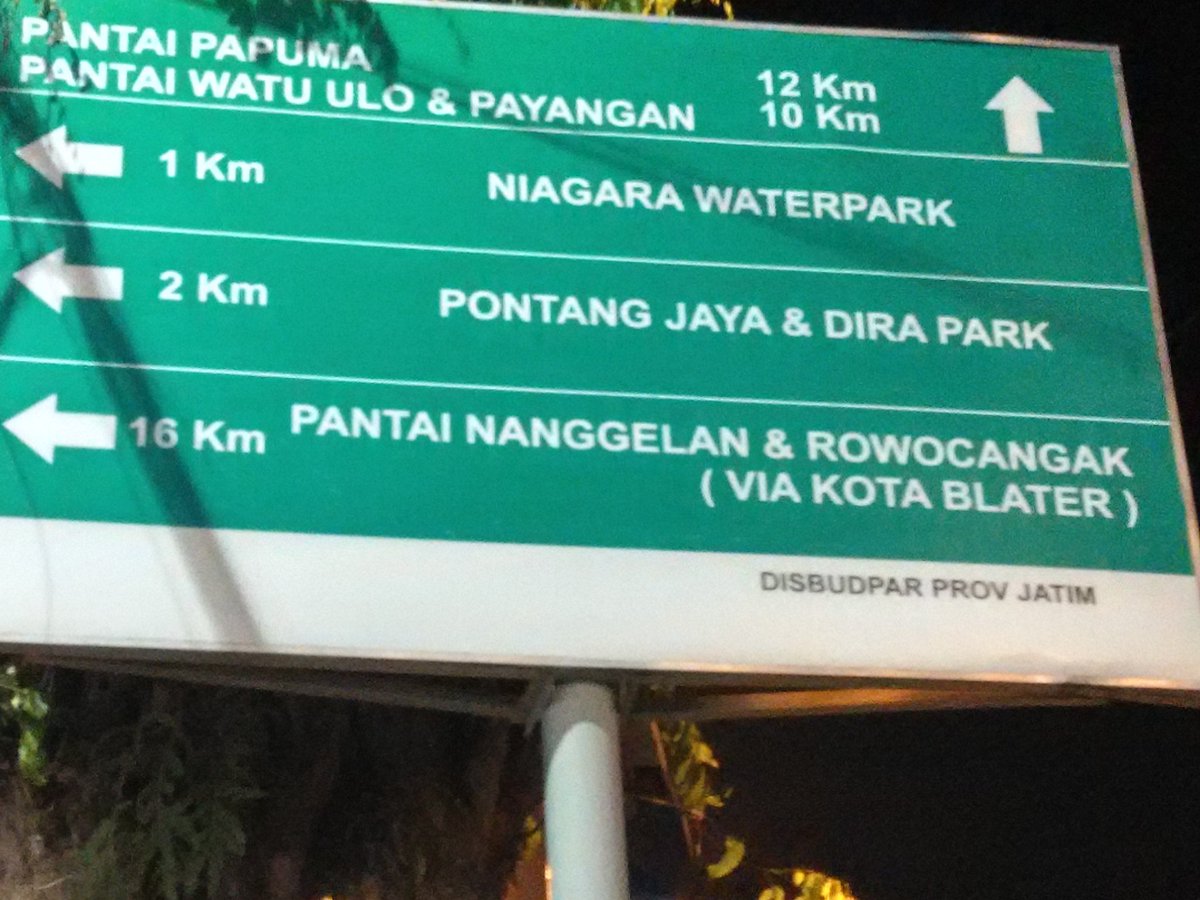 PANTAI PAPUMA 12 Km
PANTAI WATU ULO & PAYANGAN 10 Km
1 Km NIAGARA WATERPARK
2 Km PONTANG JAYA & DIRA PARK
16 Km PANTAI NANGGELAN & ROWOCANGAK
( VIA KOTA BLATER )
DISBUDPAR PROV JATIM